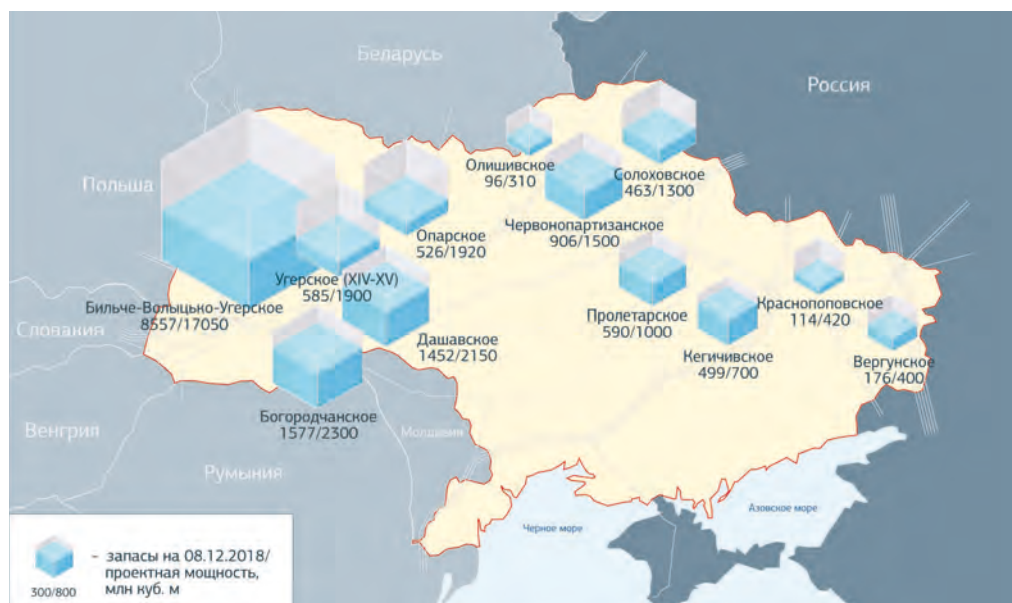 Беларусь
Россия
Польша
Олишивское
96/310
Солоховское
463/1300
Червонопартизанское
906/1500
Опарское
526/1920
Угерское (XIV-XV)
585/1900
Бильче-Волыцько-Угерское
8557/17050
Словакия
Дашавское
1452/2150
Пролетарское
590/1000
Краснопоповское
114/420
Кегичивское
499/700
Вергунское
176/400
Богородчанское
1577/2300
Венгрия
Молдавия
Румыния
Черное море
Азовское море
300/800
- запасы на 08.12.2018/
проектная мощность,
млн куб. м